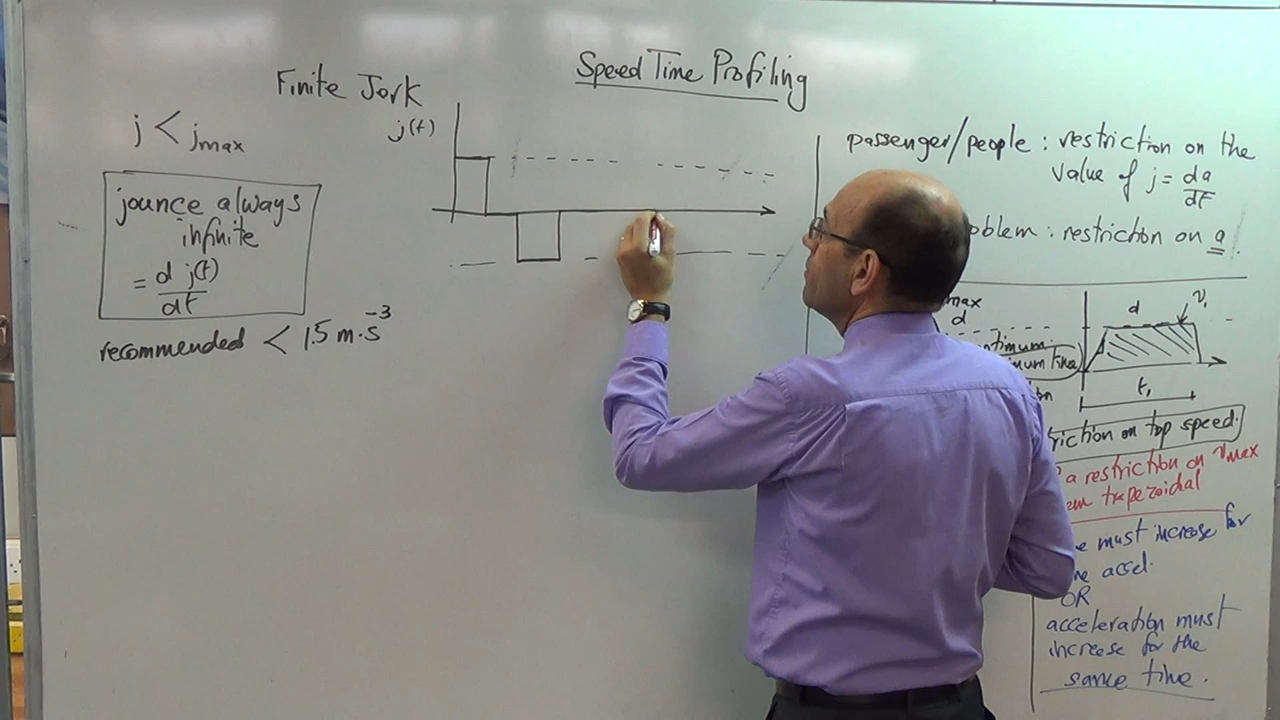 Speed Time Profiling
Finite Jerk
j < jmax
jounce always
infinite
= d j(t)
dt
recommended < 1.5 m.s-3
j(t)
passenger/people : restriction on the
value of j = da
dt
oblem : restriction on a
max
d
d
v1
t1
riction on top speed.
a restriction on vmax
trapezoidal
must increase for
accel.
OR
acceleration must
increase for the
same time.